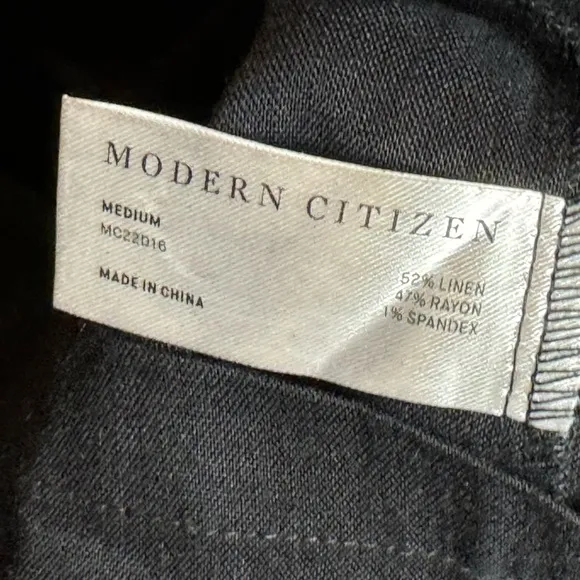 MODERN CITIZEN
MEDIUM
MC22D16
MADE IN CHINA
52% LINEN
47% RAYON
1% SPANDEX